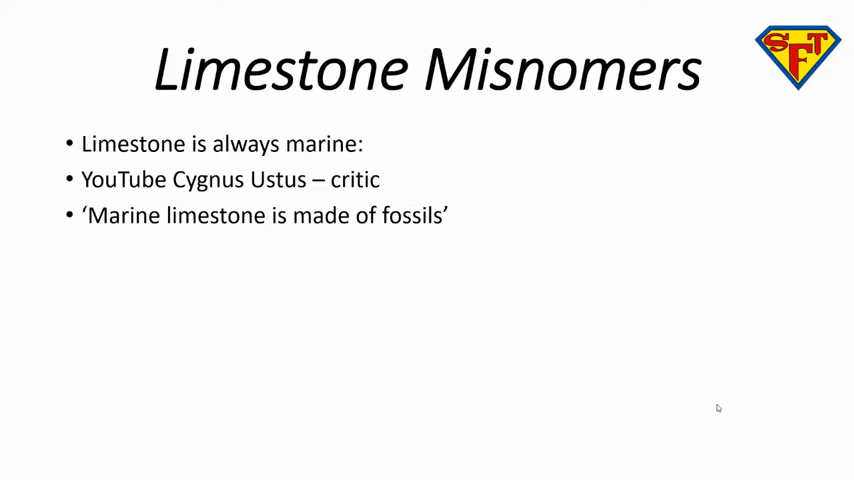 Limestone Misnomers
SFT
• Limestone is always marine:
• YouTube Cygnus Ustus – critic
• ‘Marine limestone is made of fossils’